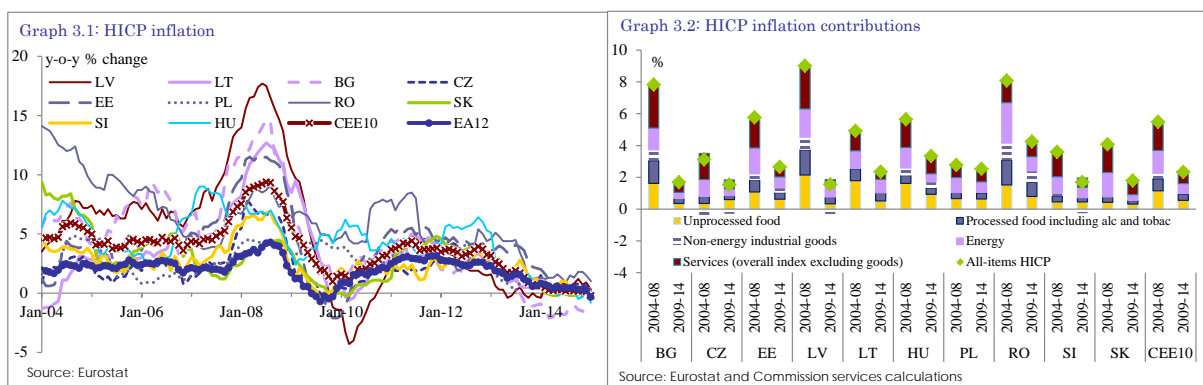 Graph 3.1: HICP inflation
20
y-o-y % change
LV
LT
BG
CZ
EE
PL
RO
SK
SI
HU
CEE10
EA12
15
10
5
0
Jan-04
Jan-06
Jan-08
Jan-10
Jan-12
Jan-14
-5
Source: Eurostat
Graph 3.2: HICP inflation contributions
10
%
8
6
4
2
0
-2
-4
Unprocessed food
Processed food including alc and tobac
Non-energy industrial goods
Energy
Services (overall index excluding goods)
All-items HICP
2004-08
2009-14
2004-08
2009-14
2004-08
2009-14
2004-08
2009-14
2004-08
2009-14
2004-08
2009-14
2004-08
2009-14
2004-08
2009-14
2004-08
2009-14
2004-08
2009-14
2004-08
2009-14
BG
CZ
EE
LV
LT
HU
PL
RO
SI
SK
CEE10
Source: Eurostat and Commission services calculations